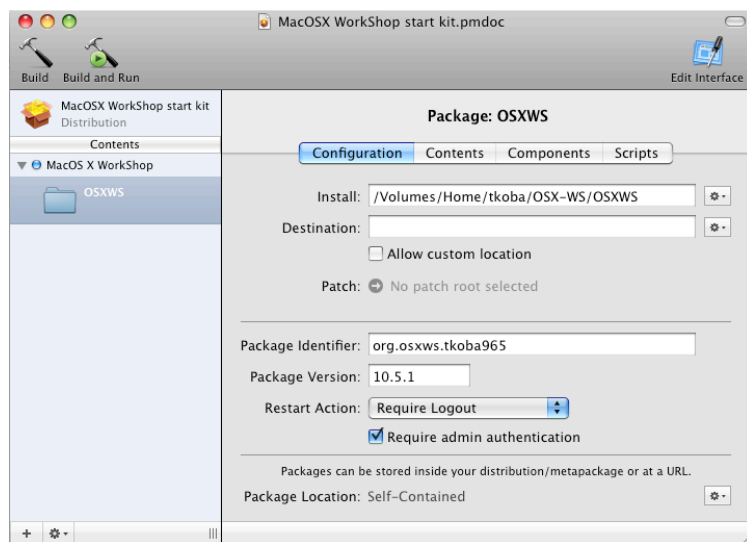 MacOSX WorkShop start kit.pmdoc
Build
Build and Run
Edit Interface
MacOSX WorkShop start kit
Distribution
Contents
MacOS X WorkShop
OSXWS
Package: OSXWS
Configuration
Contents
Components
Scripts
Install: /Volumes/Home/tkoba/OSX-WS/OSXWS
Destination:
Allow custom location
Patch: No patch root selected
Package Identifier: org.osxws.tkoba965
Package Version: 10.5.1
Restart Action: Require Logout
Require admin authentication
Packages can be stored inside your distribution/metapackage or at a URL.
Package Location: Self-Contained